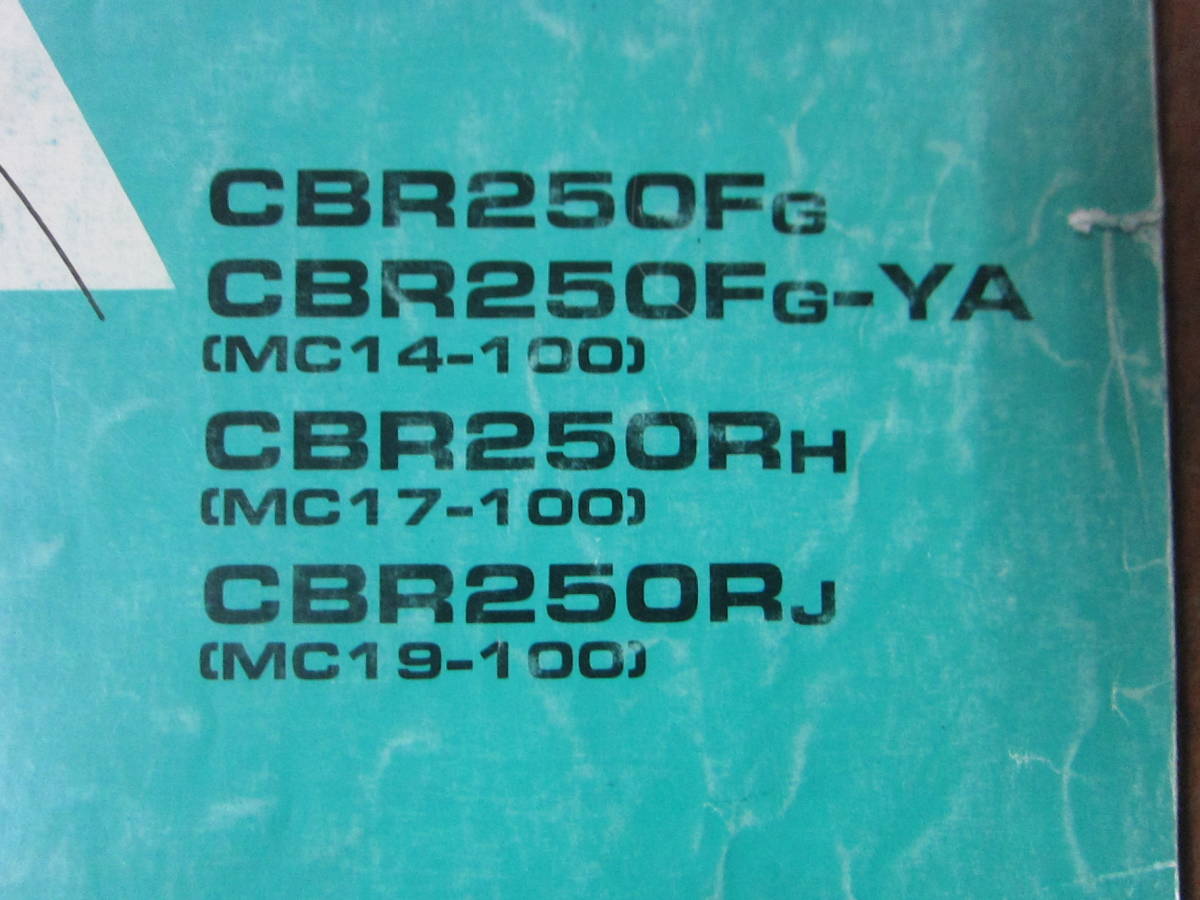 CBR250FG
CBR250FG-YA
(MC14-100)
CBR250RH
(MC17-100)
CBR250RJ
(MC19-100)